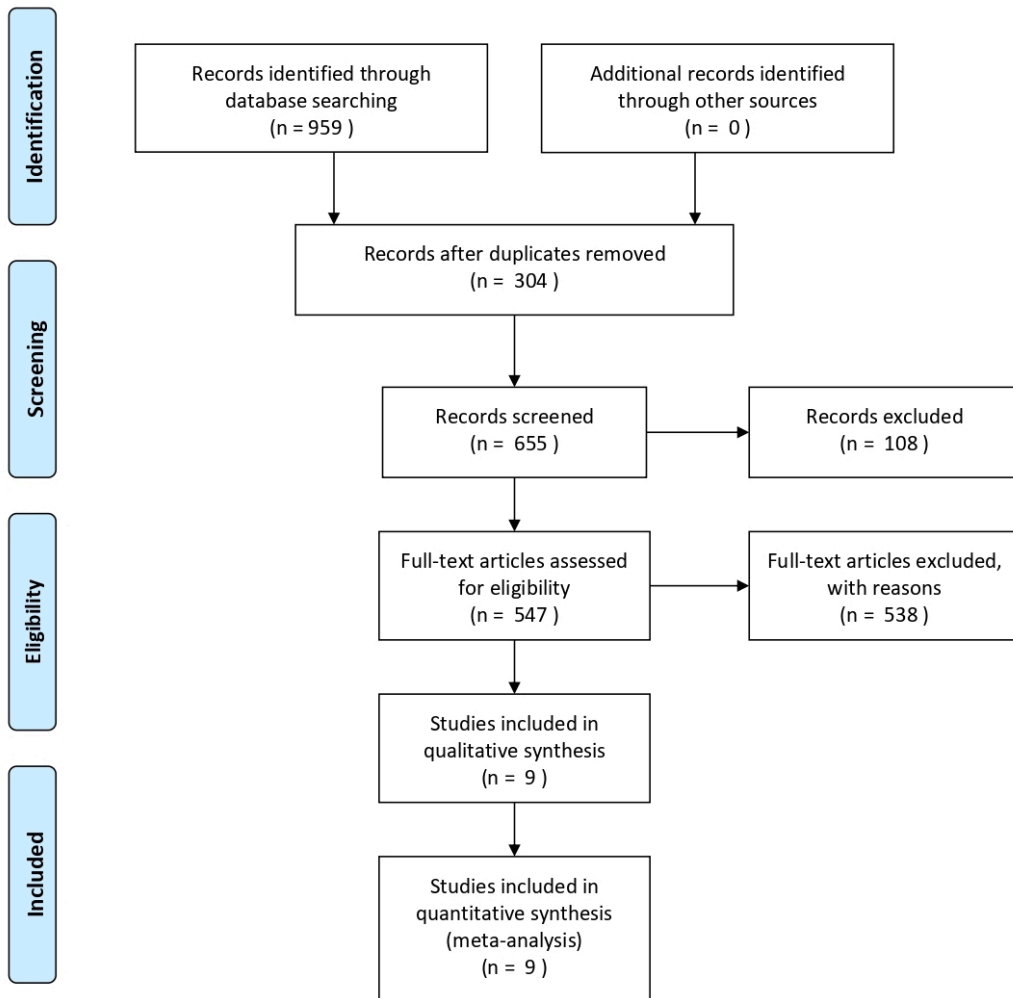 Identification
Records identified through
database searching
(n = 959 )
Additional records identified
through other sources
(n =  0 )
Records after duplicates removed
(n =  304 )
Screening
Records screened
(n =  655 )
Records excluded
(n =  108 )
Eligibility
Full-text articles assessed
for eligibility
(n =  547 )
Full-text articles excluded,
with reasons
(n =  538 )
Studies included in
qualitative synthesis
(n =  9 )
Included
Studies included in
quantitative synthesis
(meta-analysis)
(n =  9 )